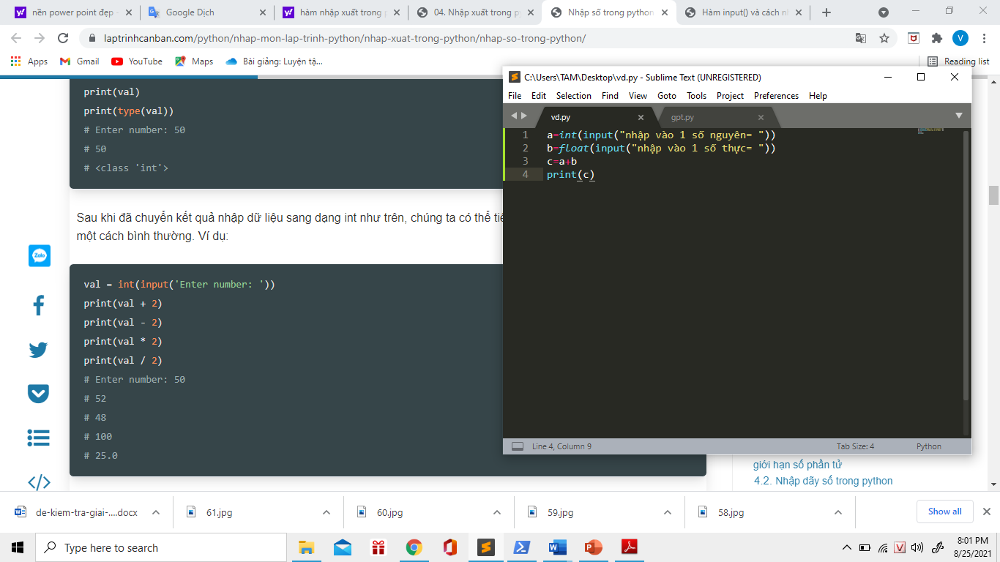 nền power point đẹp
Google Dịch
hàm nhập xuất trong
04. Nhập xuất trong
Nhập số trong python
Hàm input() và cách
laptrinhcanban.com/python/nhap-mon-lap-trinh-python/nhap-xuat-trong-python/nhap-so-trong-python/
Apps
Gmail
YouTube
Maps
Bài giảng: Luyện tậ...
Reading list
print(val)
print(type(val))
# Enter number: 50
# 50
# <class 'int'>
Sau khi đã chuyển kết quả nhập dữ liệu sang dạng int như trên, chúng ta có thể
một cách bình thường. Ví dụ:
val = int(input('Enter number: '))
print(val + 2)
print(val - 2)
print(val * 2)
print(val / 2)
# Enter number: 50
# 52
# 48
# 100
# 25.0
Zalo
C:\Users\TAM\Desktop\vd.py - Sublime Text (UNREGISTERED)
File Edit Selection Find View Goto Tools Project Preferences Help
vd.py
gpt.py
1 a=int(input("nhập vào 1 số nguyên= "))
2 b=float(input("nhập vào 1 số thực= "))
3 c=a+b
4 print(c)
Line 4, Column 9
Tab Size: 4
Python
giới hạn số phần tử
4.2. Nhập dãy số trong python
de-kiem-tra-giai-....docx
61.jpg
60.jpg
59.jpg
58.jpg
Show all
Type here to search
8:01 PM
8/25/2021